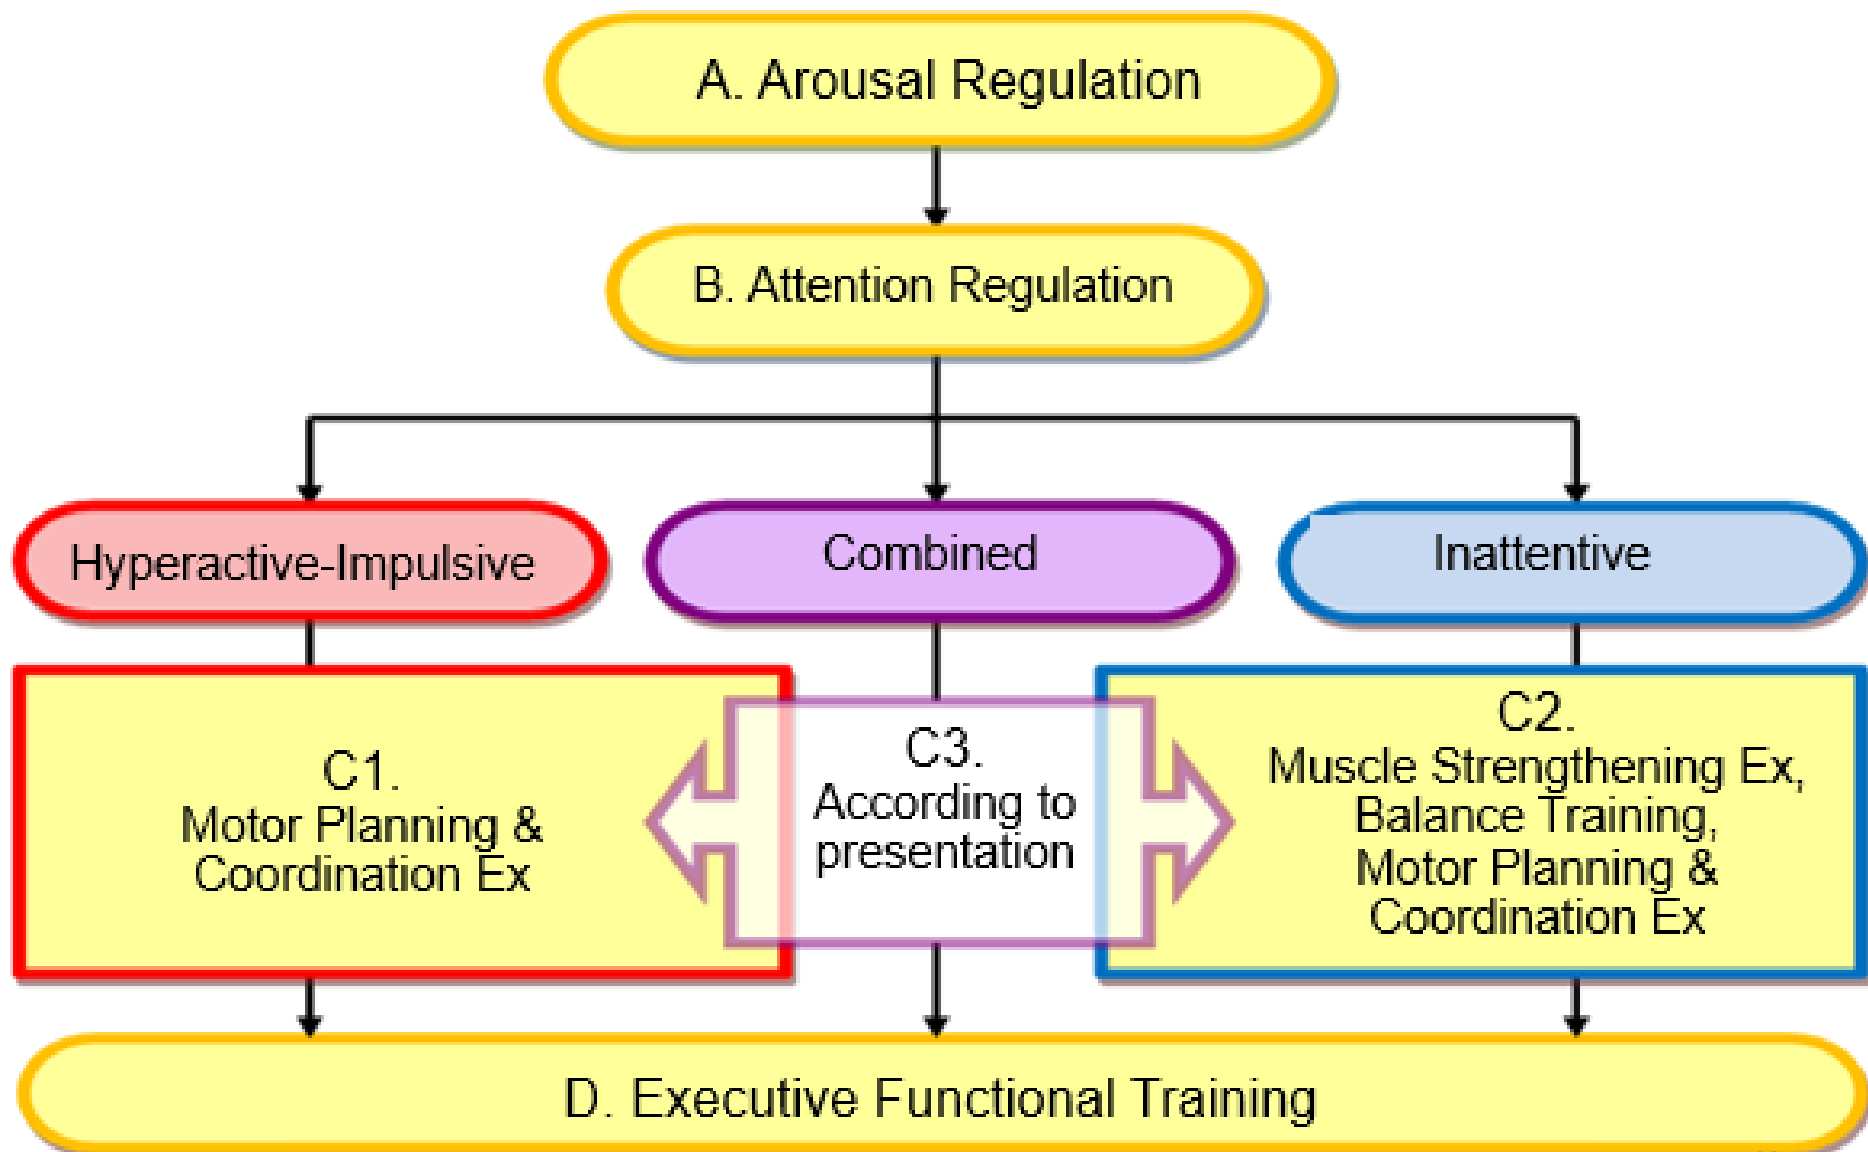 A. Arousal Regulation
B. Attention Regulation
Hyperactive-Impulsive
Combined
Inattentive
C1.
Motor Planning &
Coordination Ex
C3.
According to
presentation
C2.
Muscle Strengthening Ex,
Balance Training,
Motor Planning &
Coordination Ex
D. Executive Functional Training